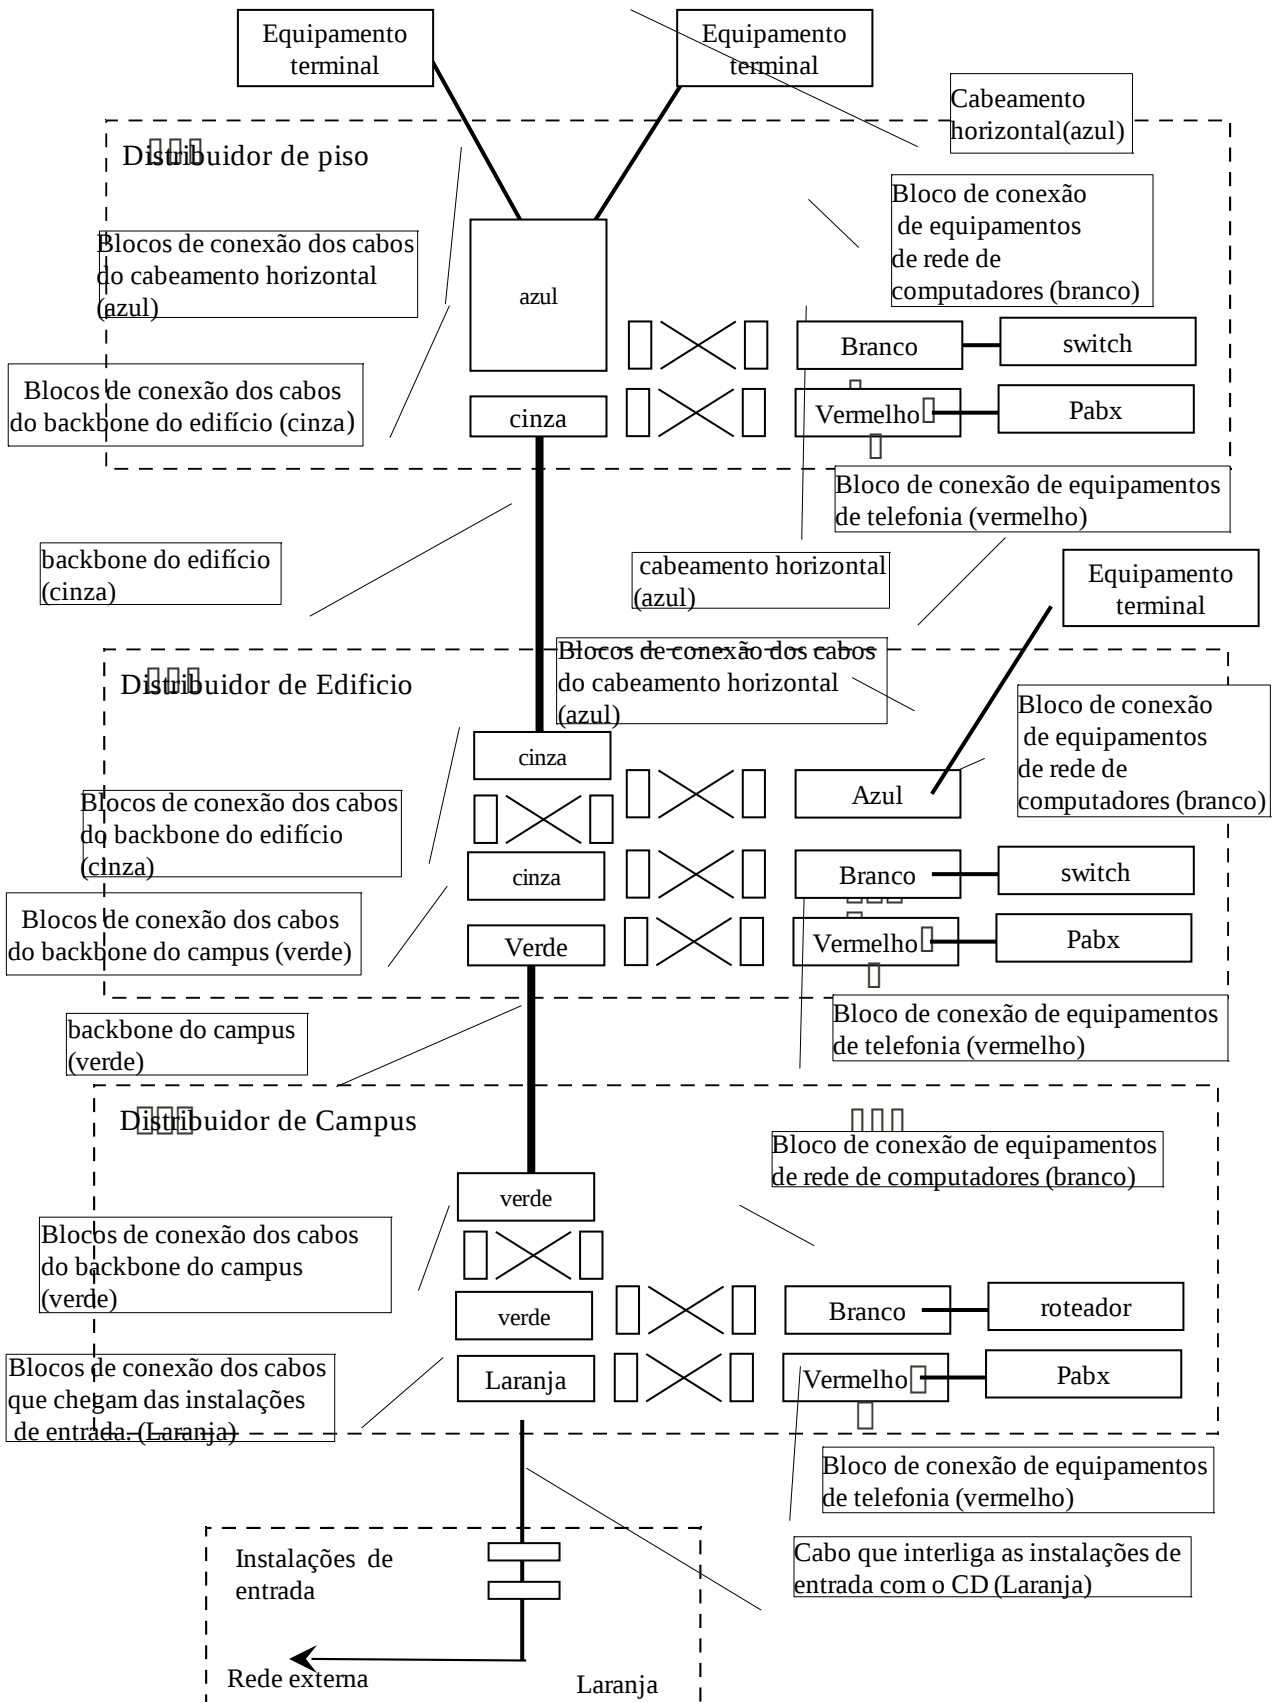 Equipamento
terminal
Equipamento
terminal
Cabeamento
horizontal(azul)
Distribuidor de piso
Bloco de conexão
de equipamentos
de rede de
computadores (branco)
Blocos de conexão dos cabos
do cabeamento horizontal
(azul)
azul
Branco
switch
Blocos de conexão dos cabos
do backbone do edifício (cinza)
cinza
Vermelho
Pabx
Bloco de conexão de equipamentos
de telefonia (vermelho)
backbone do edifício
(cinza)
cabeamento horizontal
(azul)
Equipamento
terminal
Distribuidor de Edificio
Blocos de conexão dos cabos
do cabeamento horizontal
(azul)
Bloco de conexão
de equipamentos
de rede de
computadores (branco)
cinza
Azul
Blocos de conexão dos cabos
do backbone do edifício
(cinza)
cinza
Branco
switch
Blocos de conexão dos cabos
do backbone do campus (verde)
Verde
Vermelho
Pabx
backbone do campus
(verde)
Bloco de conexão de equipamentos
de telefonia (vermelho)
Distribuidor de Campus
Bloco de conexão de equipamentos
de rede de computadores (branco)
verde
Blocos de conexão dos cabos
do backbone do campus
(verde)
verde
Branco
roteador
Blocos de conexão dos cabos
que chegam das instalações
de entrada. (Laranja)
Laranja
Vermelho
Pabx
Bloco de conexão de equipamentos
de telefonia (vermelho)
Instalações de
entrada
Cabo que interliga as instalações de
entrada com o CD (Laranja)
Rede externa
Laranja